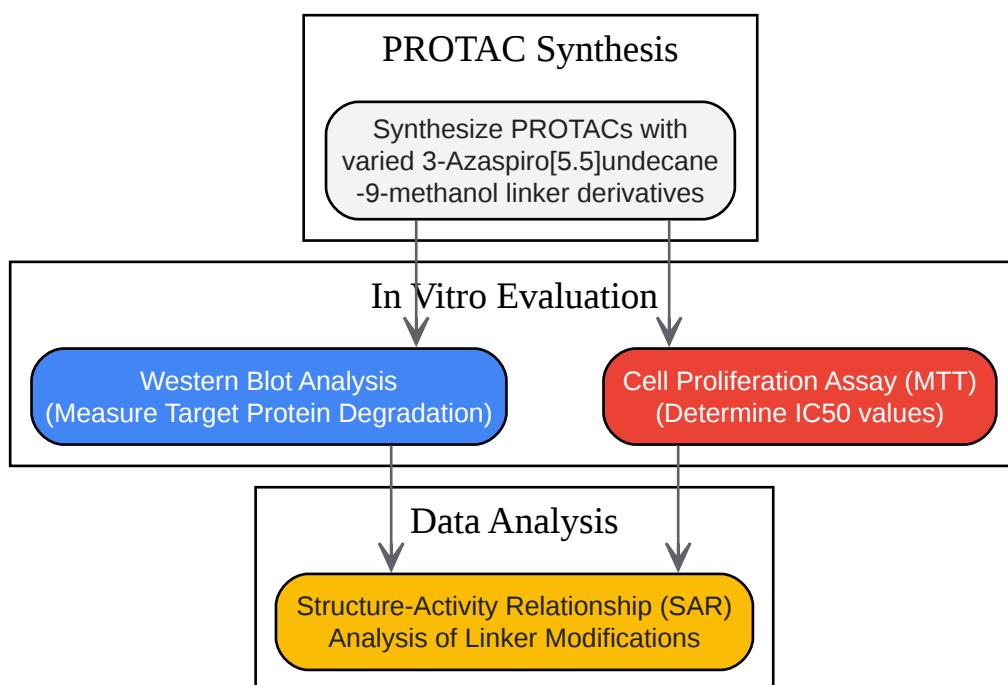 PROTAC Synthesis
Synthesize PROTACs with
varied 3-Azaspiro[5.5]undecane
-9-methanol linker derivatives
In Vitro Evaluation
Western Blot Analysis
(Measure Target Protein Degradation)
Cell Proliferation Assay (MTT)
(Determine IC50 values)
Data Analysis
Structure-Activity Relationship (SAR)
Analysis of Linker Modifications